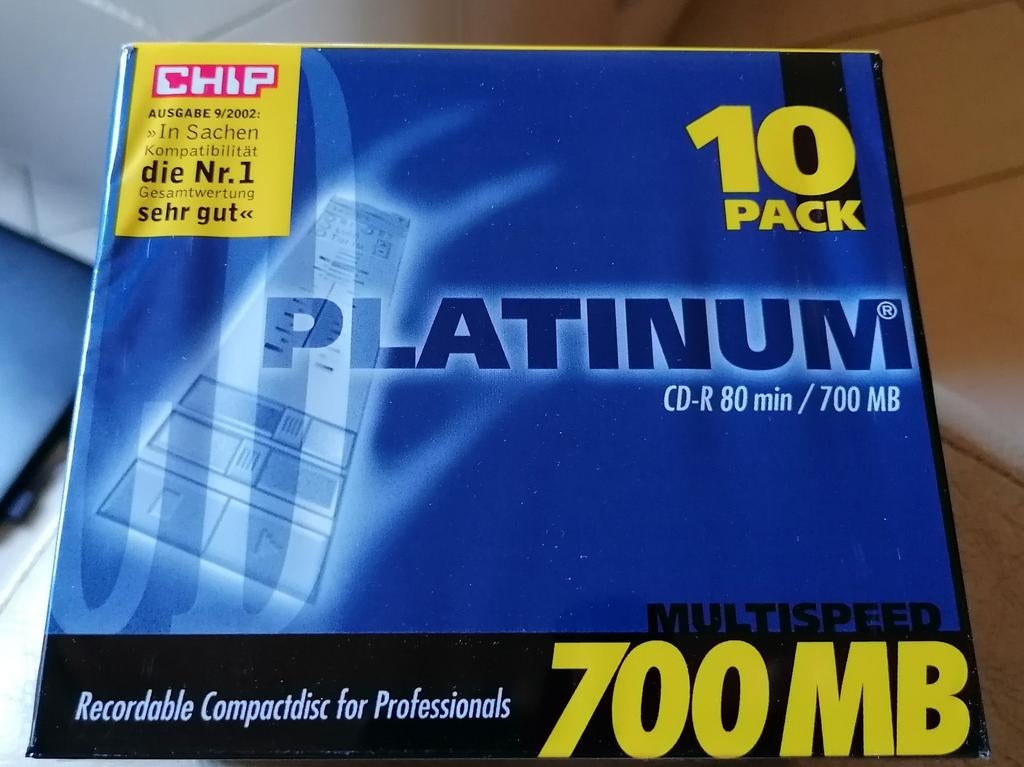 CHIP
AUSGABE 9/2002:
»In Sachen
Kompatibilität
die Nr.1
Gesamtwertung
sehr gut«
10
PACK
PLATINUM®
CD-R 80 min / 700 MB
MULTISPEED
700 MB
Recordable Compactdisc for Professionals